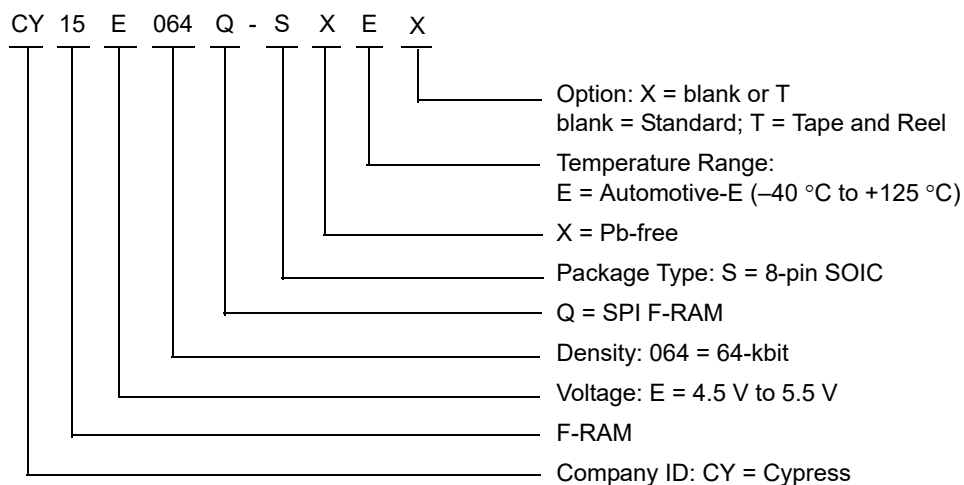 CY 15 E 064 Q - S X E X
Option: X = blank or T
blank = Standard; T = Tape and Reel
Temperature Range:
E = Automotive-E (–40 °C to +125 °C)
X = Pb-free
Package Type: S = 8-pin SOIC
Q = SPI F-RAM
Density: 064 = 64-kbit
Voltage: E = 4.5 V to 5.5 V
F-RAM
Company ID: CY = Cypress